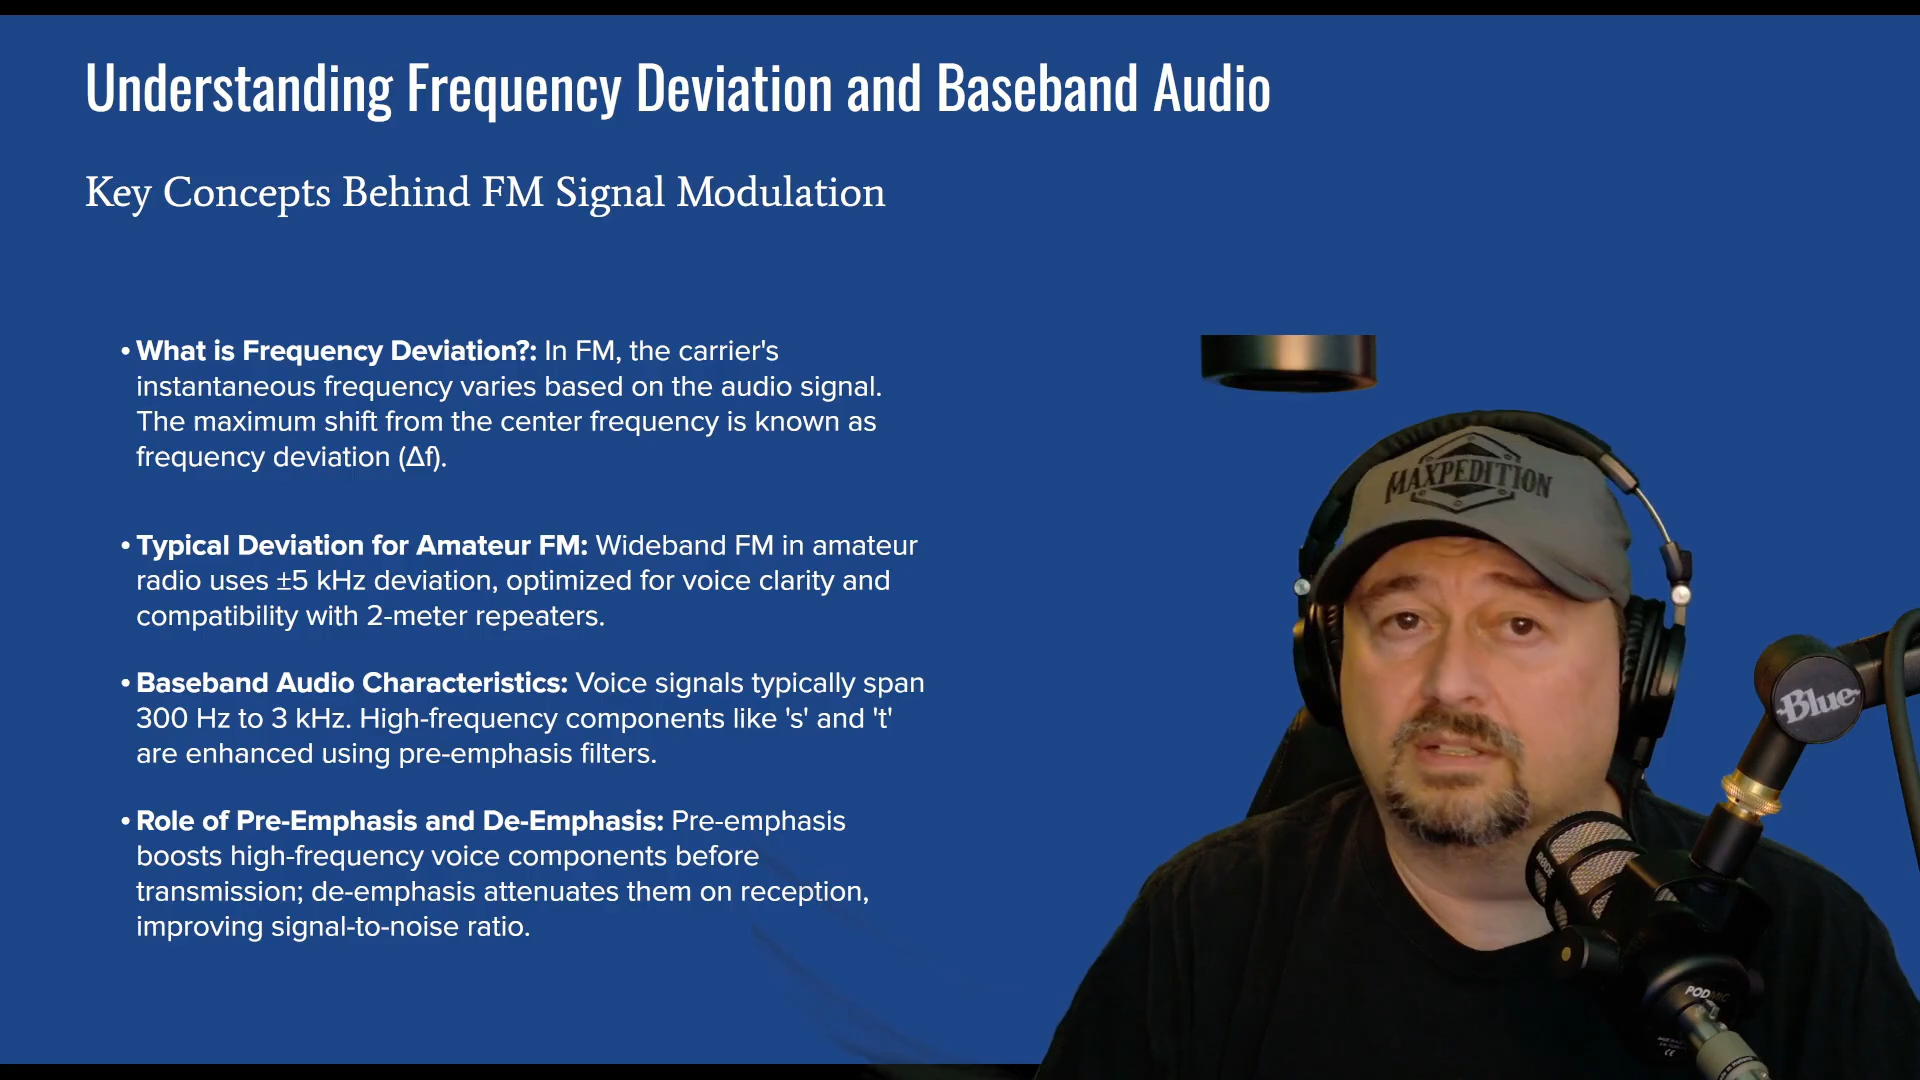 Understanding Frequency Deviation and Baseband Audio
Key Concepts Behind FM Signal Modulation
• What is Frequency Deviation?: In FM, the carrier's
instantaneous frequency varies based on the audio signal.
The maximum shift from the center frequency is known as
frequency deviation (Δf).
• Typical Deviation for Amateur FM: Wideband FM in amateur
radio uses ±5 kHz deviation, optimized for voice clarity and
compatibility with 2-meter repeaters.
• Baseband Audio Characteristics: Voice signals typically span
300 Hz to 3 kHz. High-frequency components like 's' and 't'
are enhanced using pre-emphasis filters.
• Role of Pre-Emphasis and De-Emphasis: Pre-emphasis
boosts high-frequency voice components before
transmission; de-emphasis attenuates them on reception,
improving signal-to-noise ratio.
MAXPEDITION
Blue
RODE
PODMIC
CE